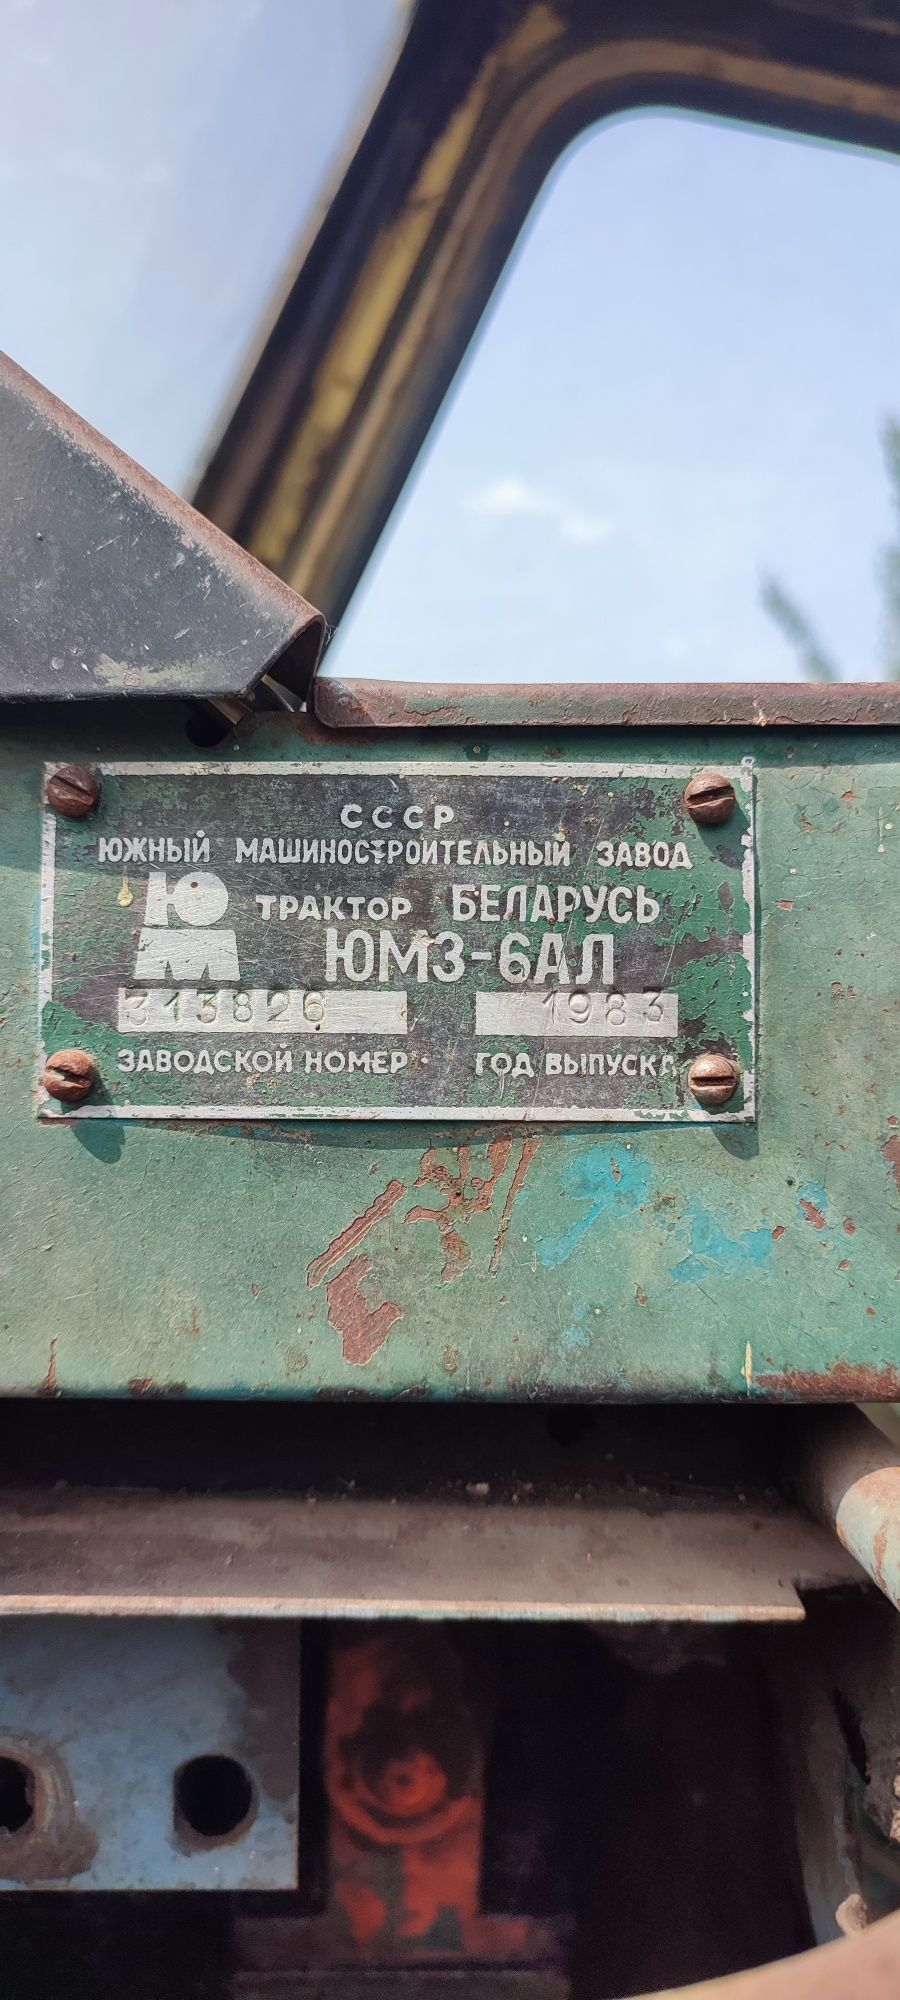 СССР
ЮЖНЫЙ МАШИНОСТРОИТЕЛЬНЫЙ ЗАВОД
ЮМ ТРАКТОР БЕЛАРУСЬ
ЮМЗ-6АЛ
313826 1983
ЗАВОДСКОЙ НОМЕР ГОД ВЫПУСКА